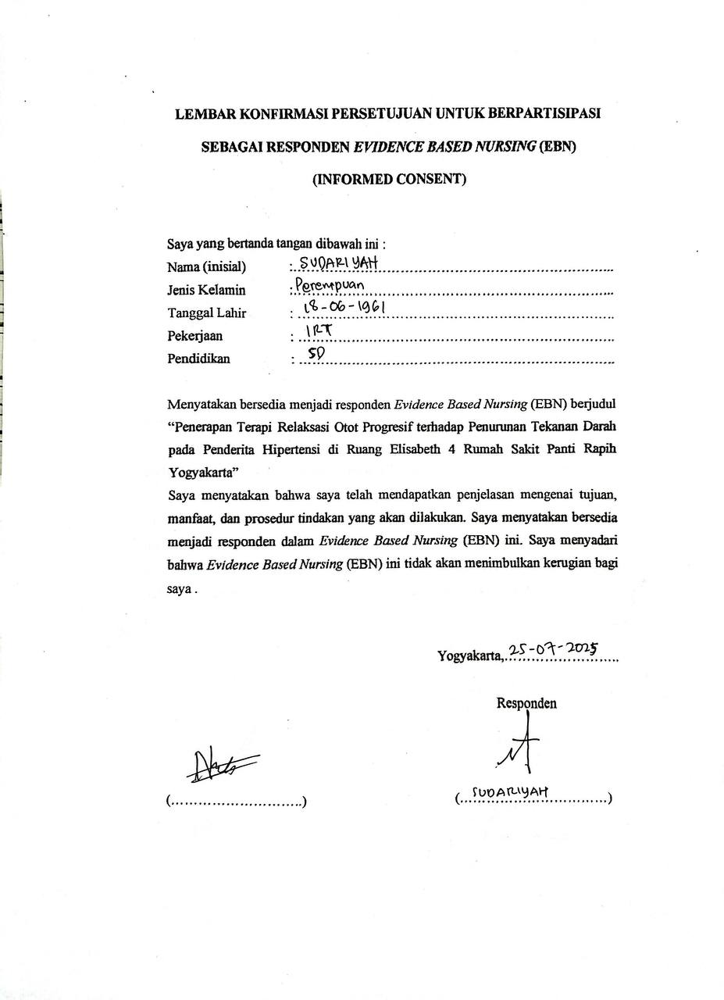 LEMBAR KONFIRMASI PERSETUJUAN UNTUK BERPARTISIPASI
SEBAGAI RESPONDEN EVIDENCE BASED NURSING (EBN)
(INFORMED CONSENT)
Saya yang bertanda tangan dibawah ini :
Nama (inisial) : SUDARIYAH
Jenis Kelamin : Perempuan
Tanggal Lahir : 18-06-1961
Pekerjaan : IRT
Pendidikan : SD
Menyatakan bersedia menjadi responden Evidence Based Nursing (EBN) berjudul
“Penerapan Terapi Relaksasi Otot Progresif terhadap Penurunan Tekanan Darah
pada Penderita Hipertensi di Ruang Elisabeth 4 Rumah Sakit Panti Rapih
Yogyakarta”
Saya menyatakan bahwa saya telah mendapatkan penjelasan mengenai tujuan,
manfaat, dan prosedur tindakan yang akan dilakukan. Saya menyatakan bersedia
menjadi responden dalam Evidence Based Nursing (EBN) ini. Saya menyadari
bahwa Evidence Based Nursing (EBN) ini tidak akan menimbulkan kerugian bagi
saya .
Yogyakarta, 25-07-2025
Responden
(..............................) (SUDARIYAH)